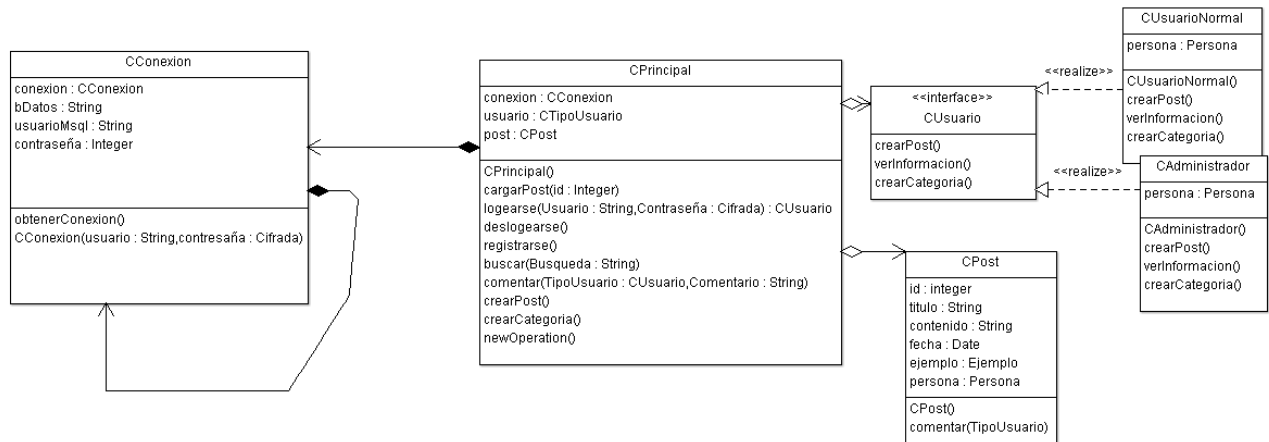 CConexion
conexion : CConexion
bDatos : String
usuarioMsql : String
contraseña : Integer
obtenerConexion()
CConexion(usuario : String,contresaña : Cifrada)
CPrincipal
conexion : CConexion
usuario : CTipoUsuario
post : CPost
CPrincipal()
cargarPost(id : Integer)
logearse(Usuario : String,Contraseña : Cifrada) : CUsuario
deslogearse()
registrarse()
buscar(Busqueda : String)
comentar(TipoUsuario : CUsuario,Comentario : String)
crearPost()
crearCategoria()
newOperation()
<<interface>>
CUsuario
crearPost()
verInformacion()
crearCategoria()
<<realize>>
<<realize>>
CUsuarioNormal
persona : Persona
CUsuarioNormal()
crearPost()
verInformacion()
crearCategoria()
CAdministrador
persona : Persona
CAdministrador()
crearPost()
verInformacion()
crearCategoria()
CPost
id : integer
titulo : String
contenido : String
fecha : Date
ejemplo : Ejemplo
persona : Persona
CPost()
comentar(TipoUsuario)